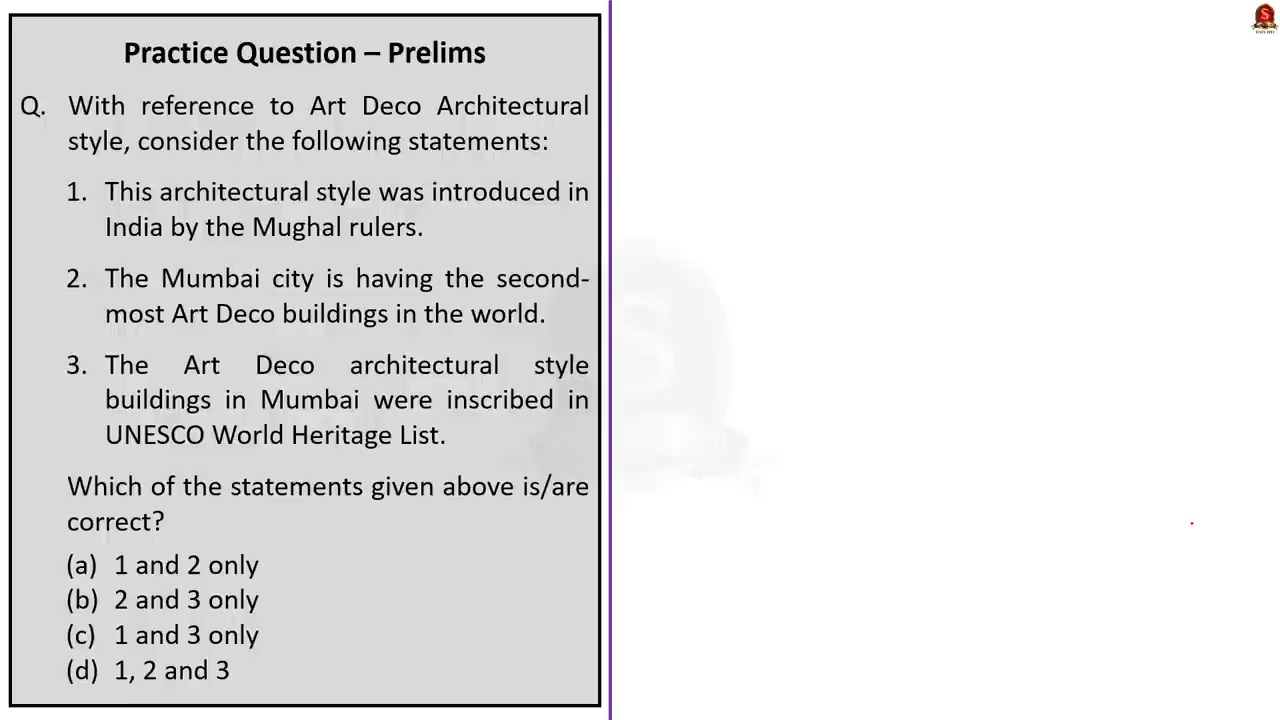 Practice Question – Prelims
Q. With reference to Art Deco Architectural
style, consider the following statements:
1. This architectural style was introduced in
India by the Mughal rulers.
2. The Mumbai city is having the second-
most Art Deco buildings in the world.
3. The Art Deco architectural style
buildings in Mumbai were inscribed in
UNESCO World Heritage List.
Which of the statements given above is/are
correct?
(a) 1 and 2 only
(b) 2 and 3 only
(c) 1 and 3 only
(d) 1, 2 and 3
S